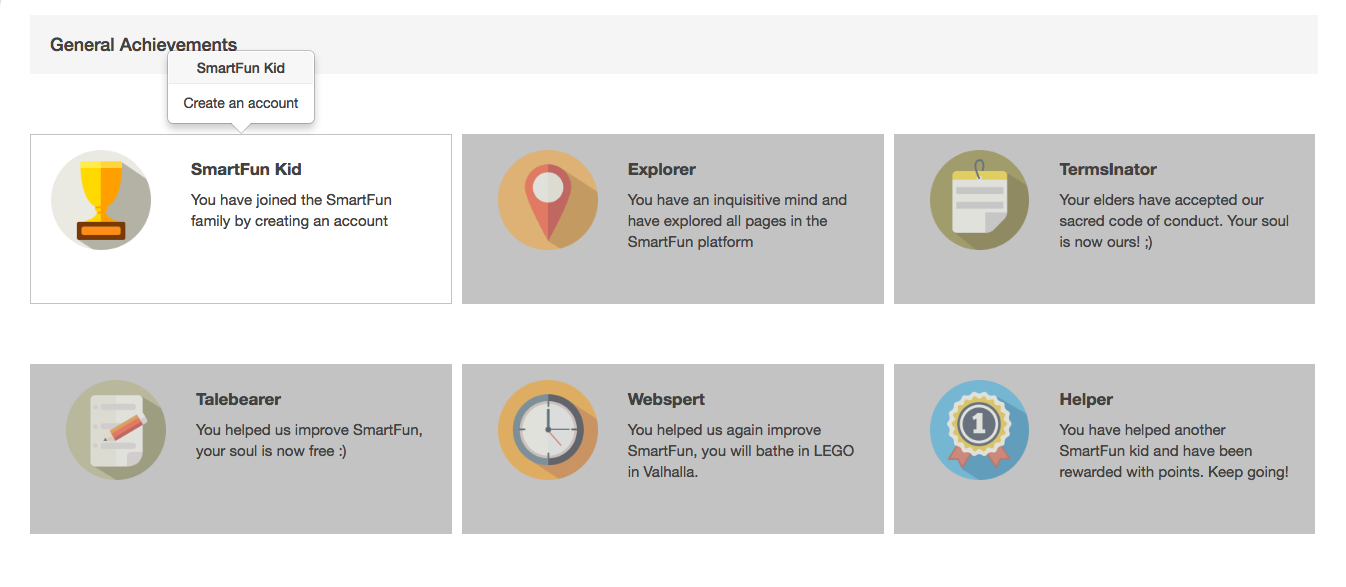 General Achievements
SmartFun Kid
Create an account
SmartFun Kid
You have joined the SmartFun
family by creating an account
Explorer
You have an inquisitive mind and
have explored all pages in the
SmartFun platform
TermsInator
Your elders have accepted our
sacred code of conduct. Your soul
is now ours! ;)
Talebearer
You helped us improve SmartFun,
your soul is now free :)
Webspert
You helped us again improve
SmartFun, you will bathe in LEGO
in Valhalla.
1
Helper
You have helped another
SmartFun kid and have been
rewarded with points. Keep going!